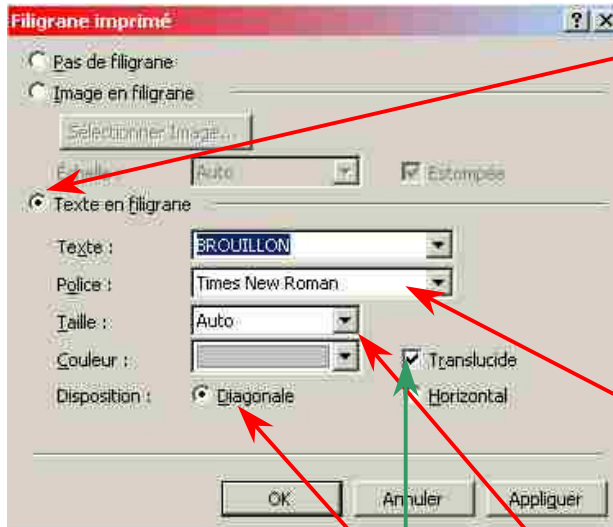 Filigrane imprimé
Pas de filigrane
Image en filigrane
Sélectionner Image...
Échelle : Auto Estompée
Texte en filigrane
Texte : BROUILLON
Police : Times New Roman
Taille : Auto
Couleur : Translucide
Disposition : Diagonale Horizontal
OK Annuler Appliquer